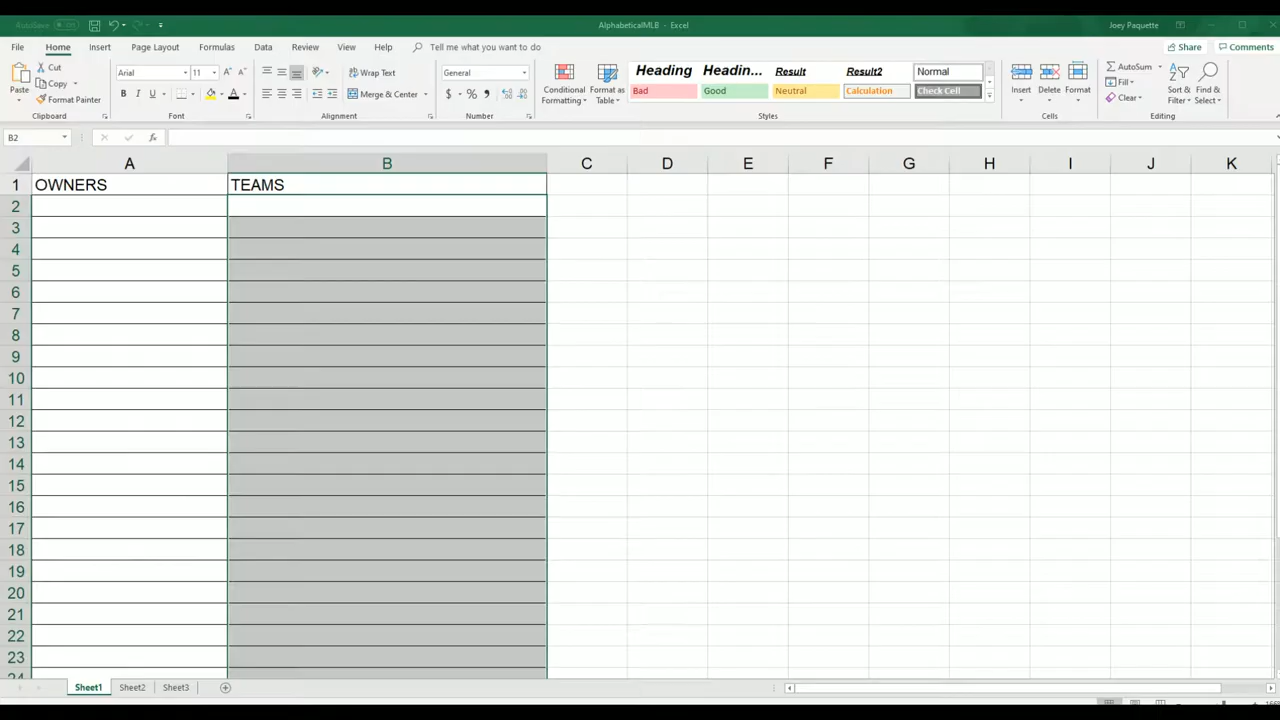 AutoSave Off AlphabeticalMLB - Excel Joey Paquette
File Home Insert Page Layout Formulas Data Review View Help Tell me what you want to do Share Comments
Paste Cut Copy Format Painter Clipboard
Arial 11 A A B I U A Font
Wrap Text Merge & Center Alignment
General $ % Number
Conditional Formatting Format as Table
Heading Headin... Result Result2 Normal
Bad Good Neutral Calculation Check Cell
Styles
Insert Delete Format Cells
AutoSum Fill Clear Sort & Filter Find & Select Editing
B2 fx
A B C D E F G H I J K
1 OWNERS TEAMS
2
3
4
5
6
7
8
9
10
11
12
13
14
15
16
17
18
19
20
21
22
23
24
Sheet1 Sheet2 Sheet3